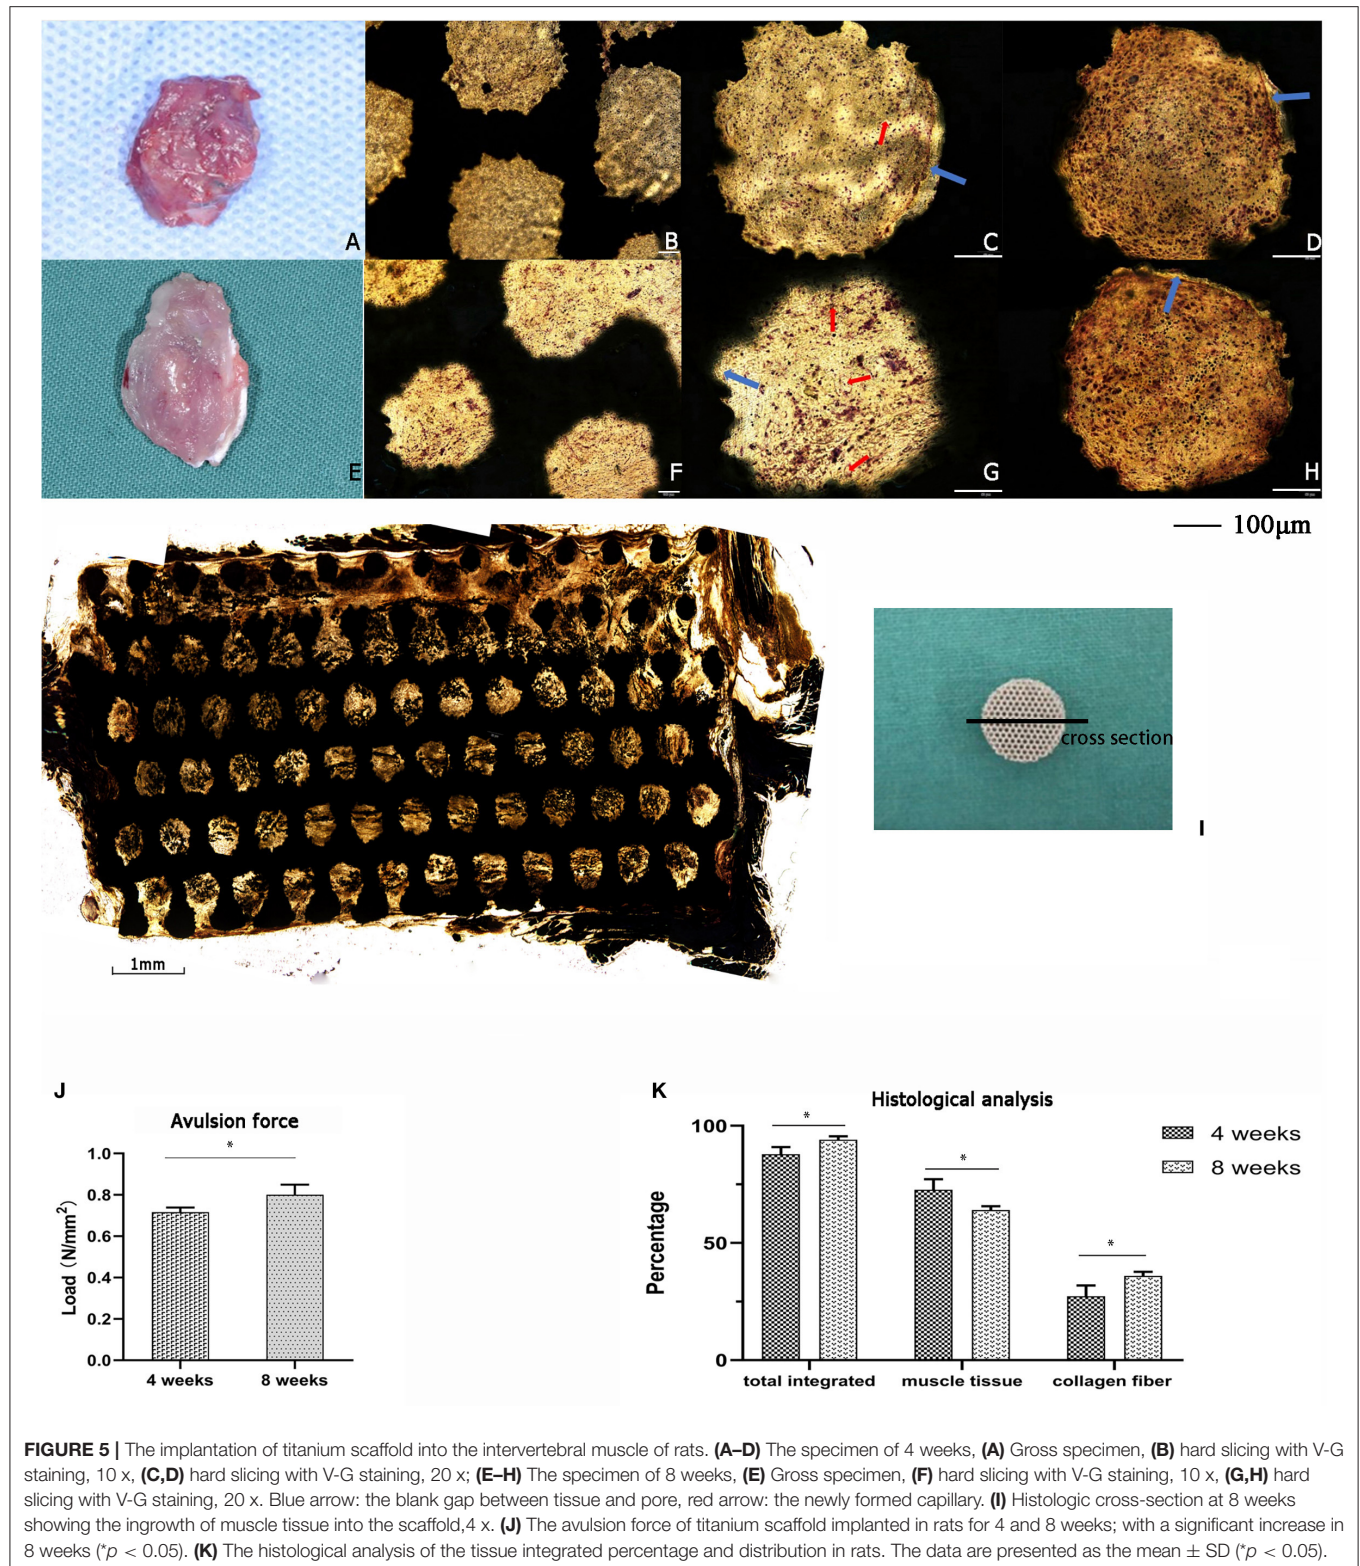 A
B
C
D
E
F
G
H
100μm
cross section
I
1mm
J
Avulsion force
*
1.0
0.8
0.6
0.4
0.2
0.0
Load (N/mm²)
4 weeks
8 weeks
K
Histological analysis
*
*
*
100
50
0
Percentage
total integrated
muscle tissue
collagen fiber
4 weeks
8 weeks
FIGURE 5 | The implantation of titanium scaffold into the intervertebral muscle of rats. (A–D) The specimen of 4 weeks, (A) Gross specimen, (B) hard slicing with V-G
staining, 10 x, (C,D) hard slicing with V-G staining, 20 x; (E–H) The specimen of 8 weeks, (E) Gross specimen, (F) hard slicing with V-G staining, 10 x, (G,H) hard
slicing with V-G staining, 20 x. Blue arrow: the blank gap between tissue and pore, red arrow: the newly formed capillary. (I) Histologic cross-section at 8 weeks
showing the ingrowth of muscle tissue into the scaffold,4 x. (J) The avulsion force of titanium scaffold implanted in rats for 4 and 8 weeks; with a significant increase in
8 weeks (*p < 0.05). (K) The histological analysis of the tissue integrated percentage and distribution in rats. The data are presented as the mean ± SD (*p < 0.05).